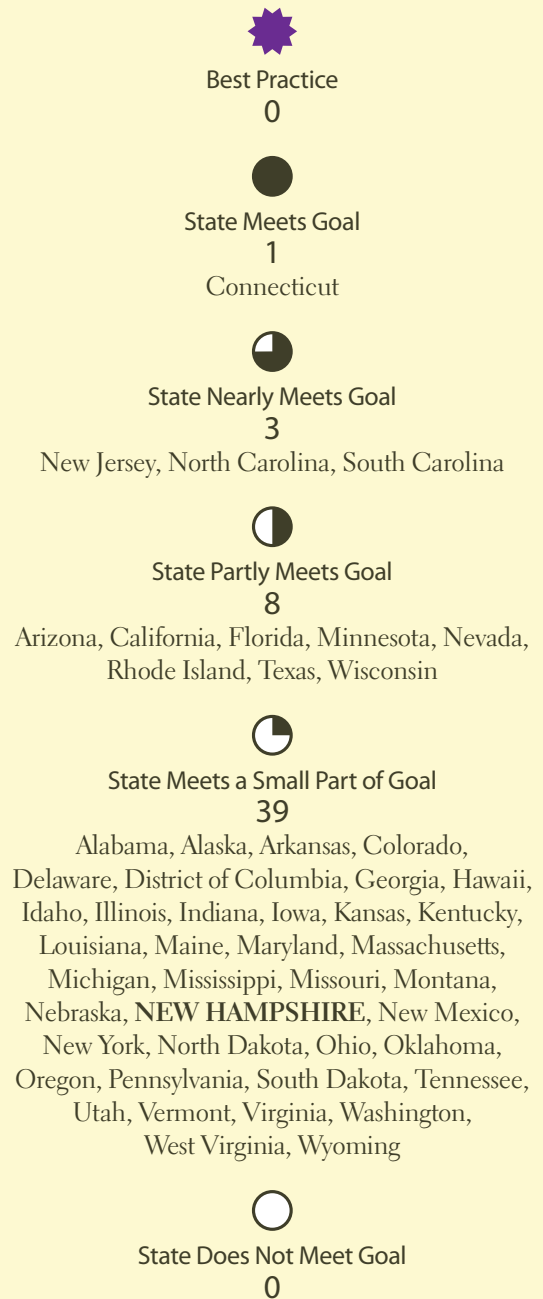 Best Practice
0
State Meets Goal
1
Connecticut
State Nearly Meets Goal
3
New Jersey, North Carolina, South Carolina
State Partly Meets Goal
8
Arizona, California, Florida, Minnesota, Nevada,
Rhode Island, Texas, Wisconsin
State Meets a Small Part of Goal
39
Alabama, Alaska, Arkansas, Colorado,
Delaware, District of Columbia, Georgia, Hawaii,
Idaho, Illinois, Indiana, Iowa, Kansas, Kentucky,
Louisiana, Maine, Maryland, Massachusetts,
Michigan, Mississippi, Missouri, Montana,
Nebraska, NEW HAMPSHIRE, New Mexico,
New York, North Dakota, Ohio, Oklahoma,
Oregon, Pennsylvania, South Dakota, Tennessee,
Utah, Vermont, Virginia, Washington,
West Virginia, Wyoming
State Does Not Meet Goal
0